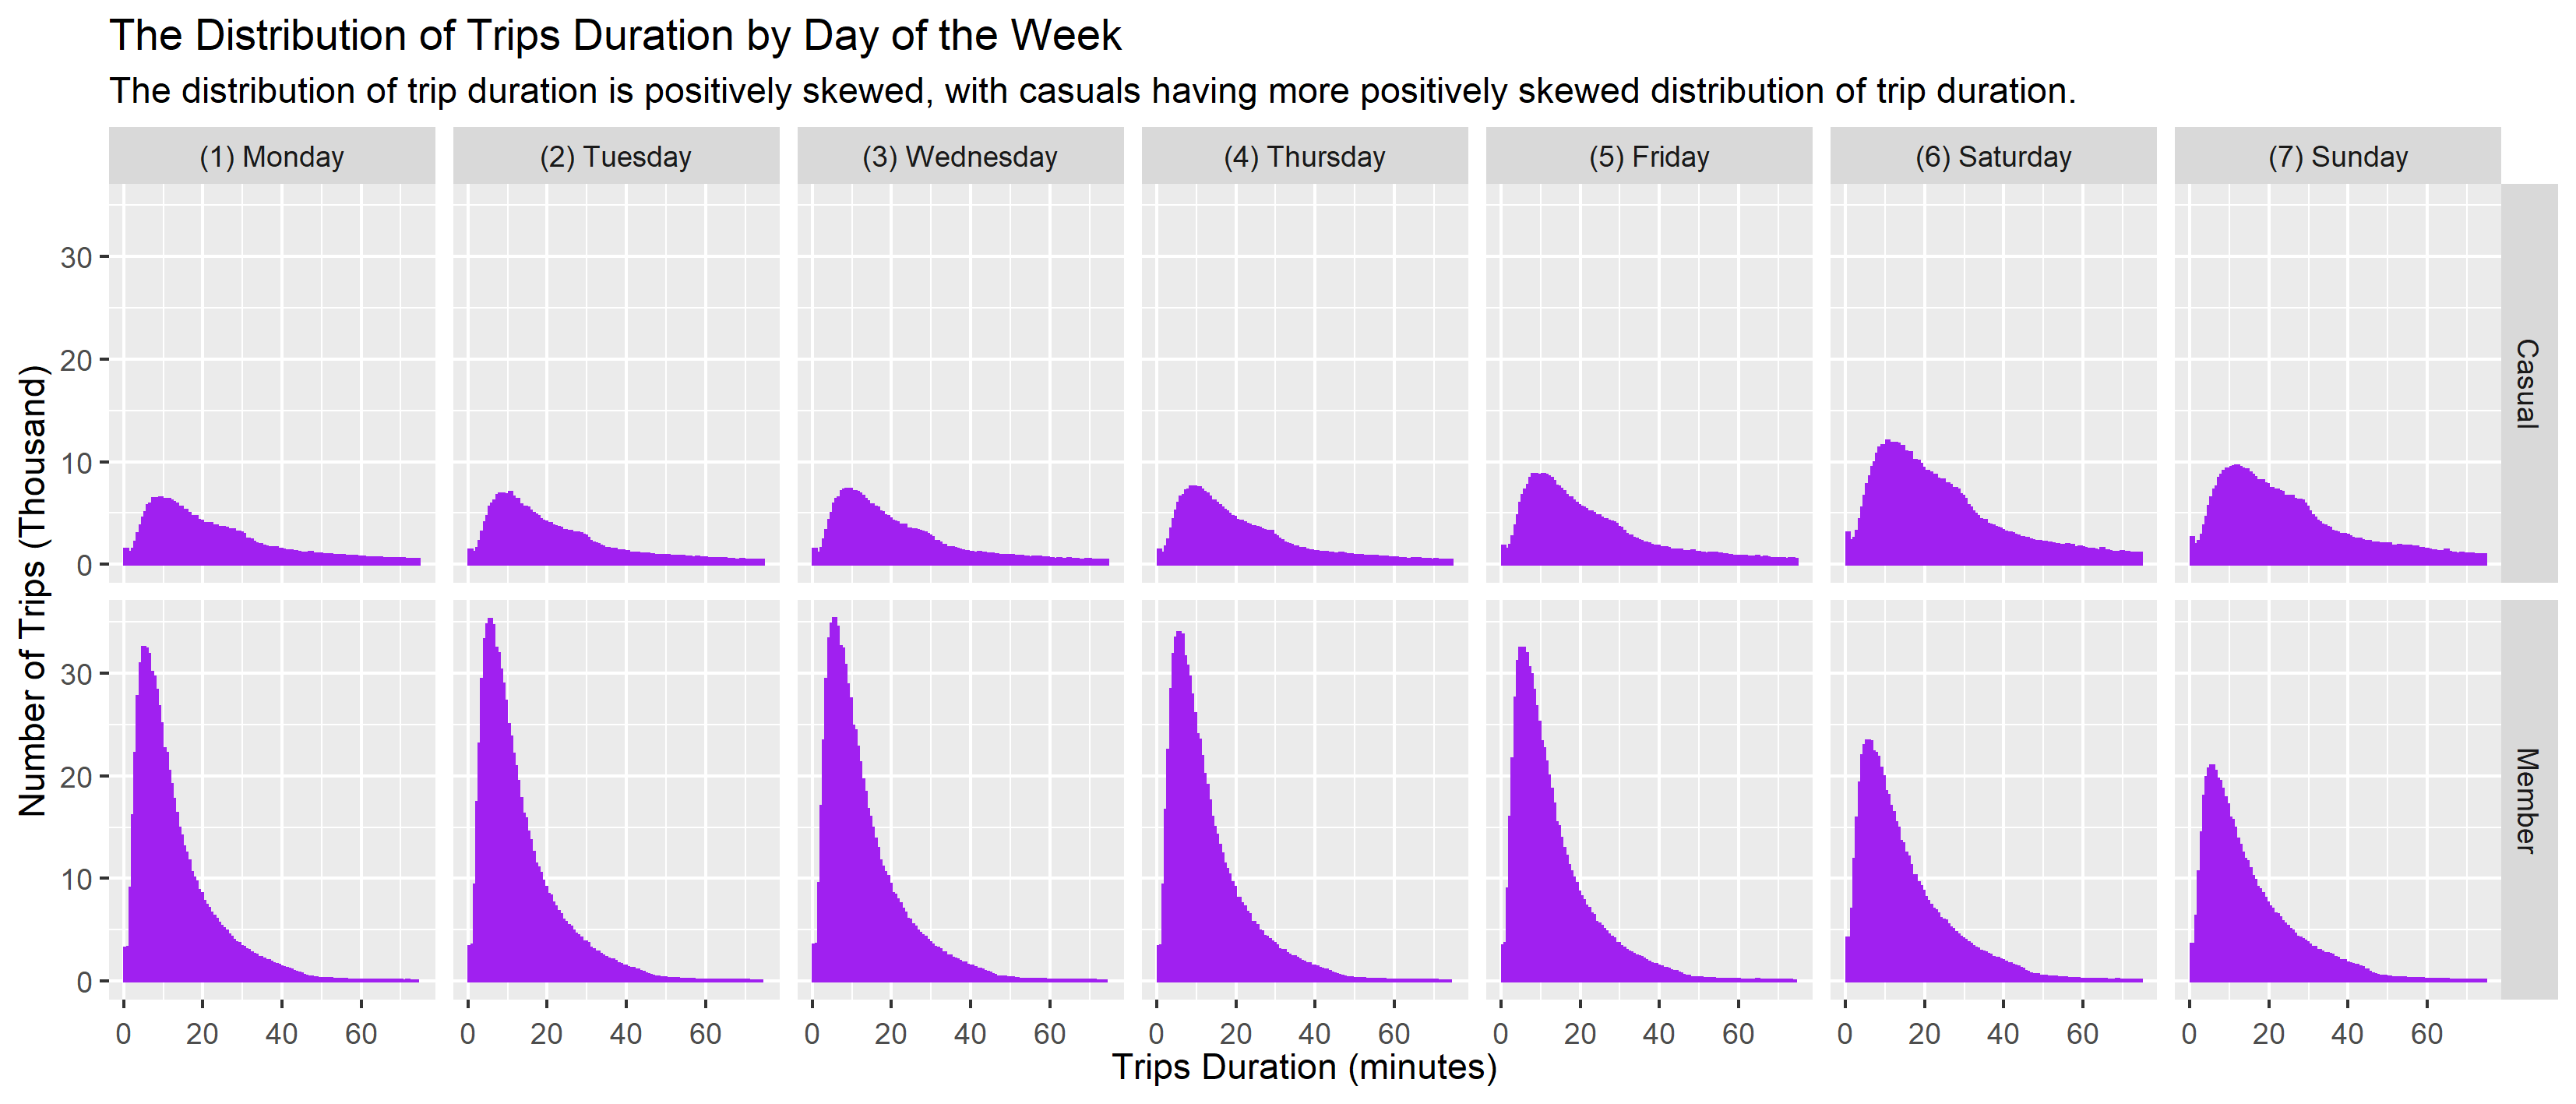 The Distribution of Trips Duration by Day of the Week
The distribution of trip duration is positively skewed, with casuals having more positively skewed distribution of trip duration.
(1) Monday (2) Tuesday (3) Wednesday (4) Thursday (5) Friday (6) Saturday (7) Sunday
Number of Trips (Thousand)
30
20
10
0
Casual
30
20
10
0
Member
0 20 40 60 0 20 40 60 0 20 40 60 0 20 40 60 0 20 40 60 0 20 40 60 0 20 40 60
Trips Duration (minutes)